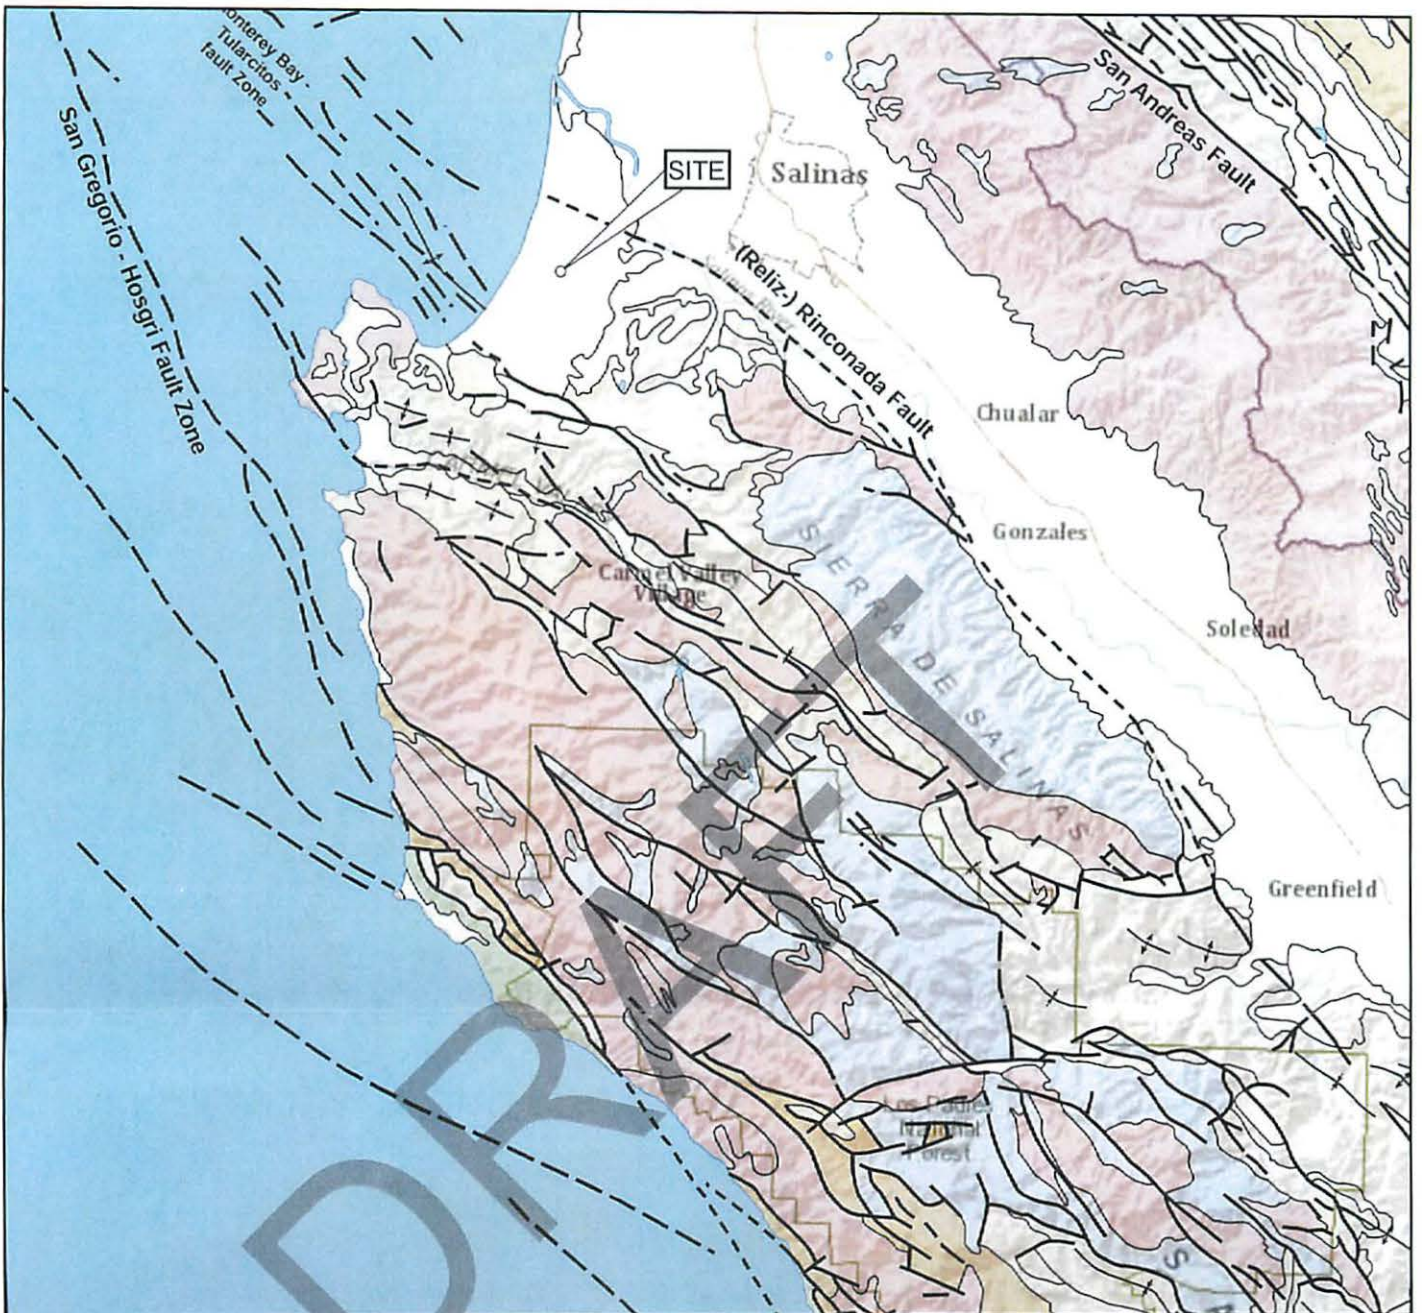 Monterey Bay -
Tularcitos
fault Zone
San Gregorio - Hosgri Fault Zone
San Andreas Fault
SITE
Salinas
(Reliz-) Rinconada Fault
Chualar
Gonzales
Carmel Valley
Village
SIERRA DE SALINAS
Soledad
Greenfield
Los Padres
National
Forest
DRAFT